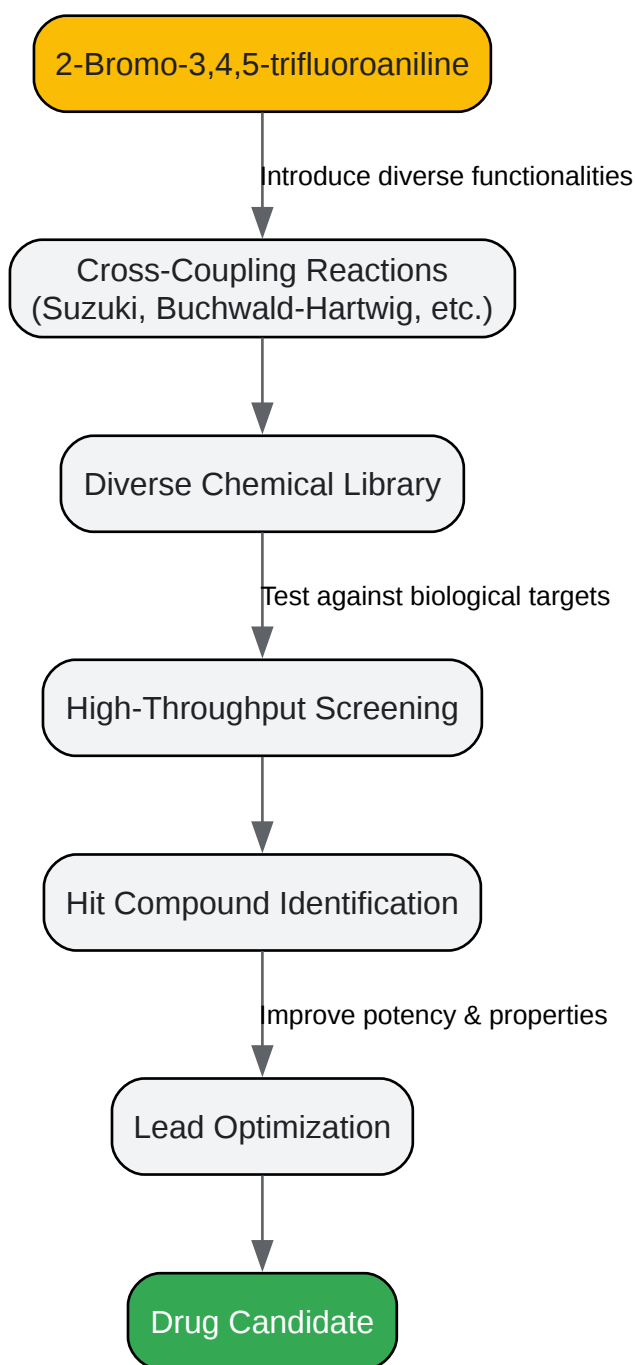 2-Bromo-3,4,5-trifluoroaniline
Introduce diverse functionalities
Cross-Coupling Reactions
(Suzuki, Buchwald-Hartwig, etc.)
Diverse Chemical Library
Test against biological targets
High-Throughput Screening
Hit Compound Identification
Improve potency & properties
Lead Optimization
Drug Candidate